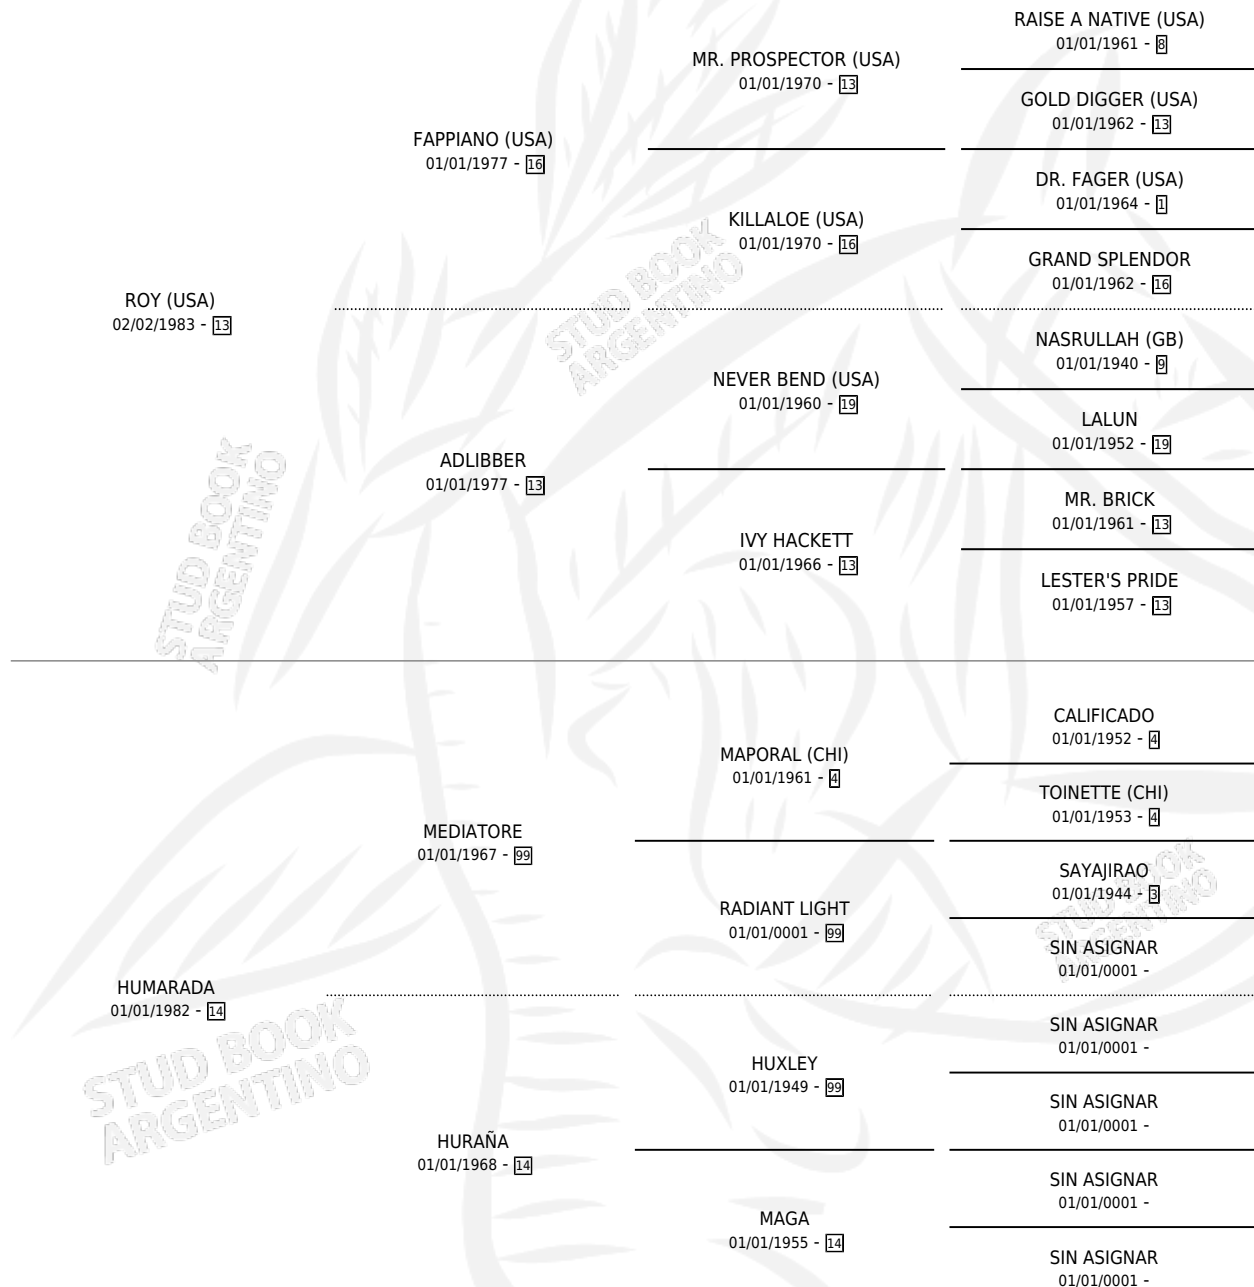 RAISE A NATIVE (USA)
01/01/1961 - 8
MR. PROSPECTOR (USA)
01/01/1970 - 13
GOLD DIGGER (USA)
01/01/1962 - 13
FAPPIANO (USA)
01/01/1977 - 16
DR. FAGER (USA)
01/01/1964 - 1
KILLALOE (USA)
01/01/1970 - 16
GRAND SPLENDOR
01/01/1962 - 16
ROY (USA)
02/02/1983 - 13
NASRULLAH (GB)
01/01/1940 - 9
NEVER BEND (USA)
01/01/1960 - 19
LALUN
01/01/1952 - 19
ADLIBBER
01/01/1977 - 13
MR. BRICK
01/01/1961 - 13
IVY HACKETT
01/01/1966 - 13
LESTER'S PRIDE
01/01/1957 - 13
CALIFICADO
01/01/1952 - 4
MAPORAL (CHI)
01/01/1961 - 4
TOINETTE (CHI)
01/01/1953 - 4
MEDIATORE
01/01/1967 - 99
SAYAJIRAO
01/01/1944 - 3
RADIANT LIGHT
01/01/0001 - 99
SIN ASIGNAR
01/01/0001 -
HUMARADA
01/01/1982 - 14
SIN ASIGNAR
01/01/0001 -
HUXLEY
01/01/1949 - 99
SIN ASIGNAR
01/01/0001 -
HURAÑA
01/01/1968 - 14
SIN ASIGNAR
01/01/0001 -
MAGA
01/01/1955 - 14
SIN ASIGNAR
01/01/0001 -
STUD BOOK
ARGENTINO
STUD BOOK
ARGENTINO
STUD BOOK
ARGENTINO
STUD BOOK
ARGENTINO